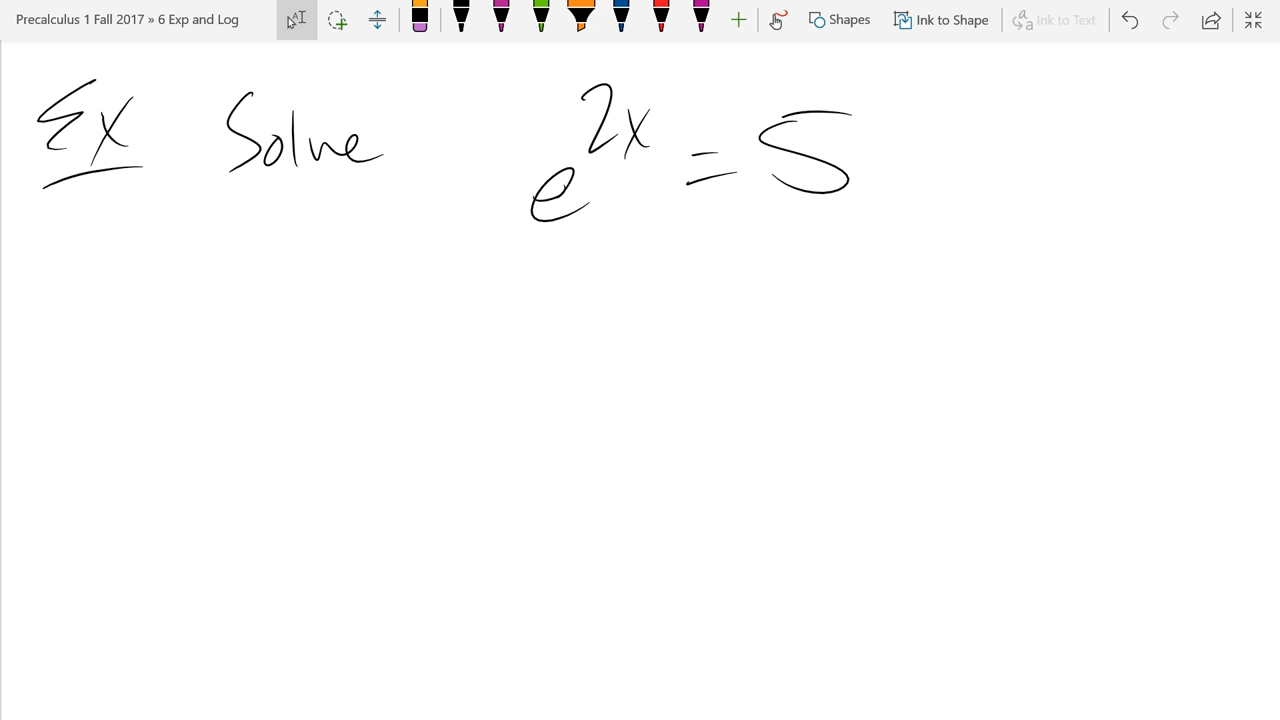 Precalculus 1 Fall 2017 » 6 Exp and Log Shapes Ink to Shape Ink to Text
Ex Solve e^{2x} = 5